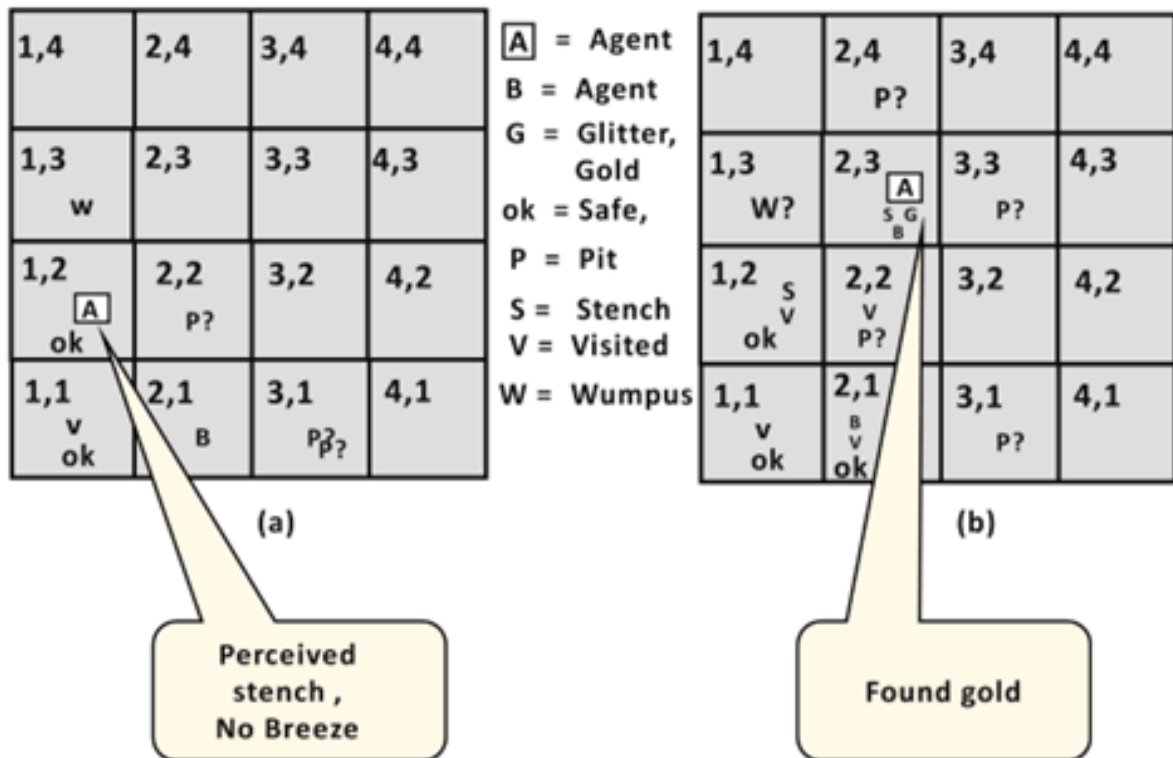 1,4 2,4 3,4 4,4
1,3 2,3 3,3 4,3
w
1,2 2,2 3,2 4,2
A P?
ok
1,1 2,1 3,1 4,1
v B P? P?
ok
(a)
Perceived
stench ,
No Breeze
A = Agent
B = Agent
G = Glitter,
Gold
ok = Safe,
P = Pit
S = Stench
V = Visited
W = Wumpus
1,4 2,4 3,4 4,4
P?
1,3 2,3 3,3 4,3
A
W? S G P?
B
1,2 2,2 3,2 4,2
S
V V
ok P?
1,1 2,1 3,1 4,1
B
v V P?
ok ok
(b)
Found gold